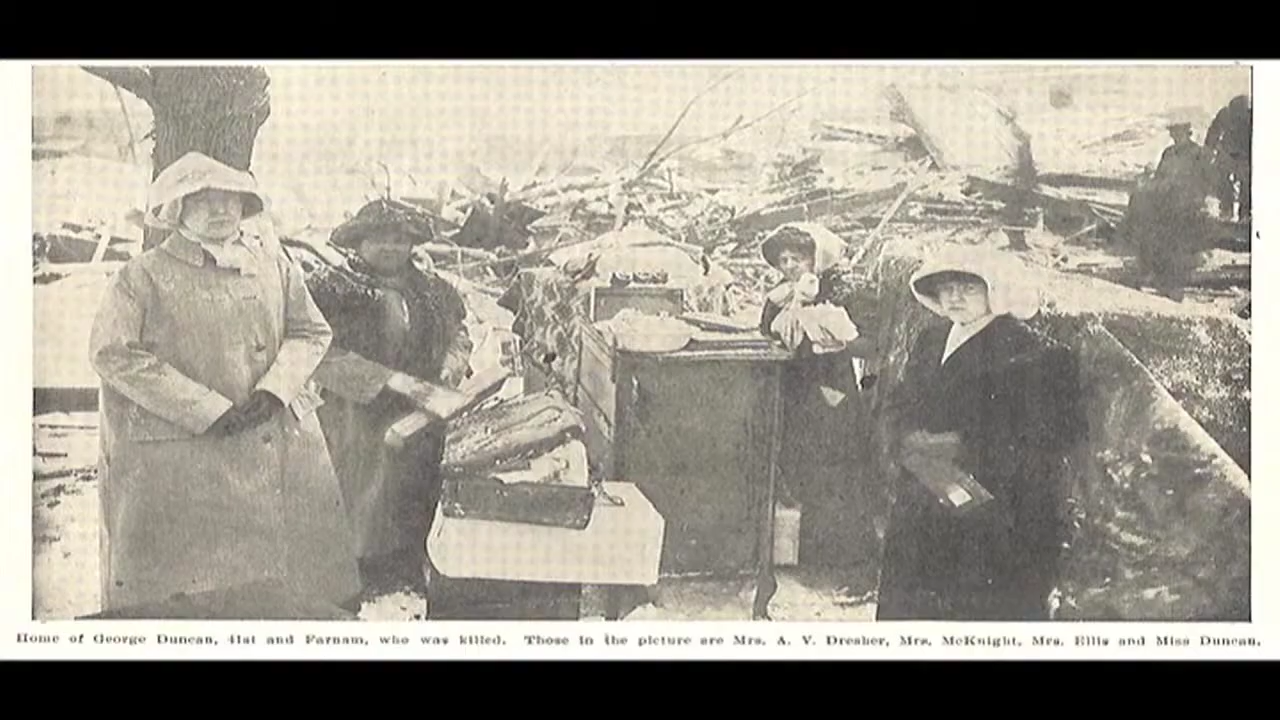 Home of George Duncan, 41st and Farnam, who was killed. Those in the picture are Mrs. A. V. Dresher, Mrs. McKnight, Mrs. Ellis and Miss Duncan.